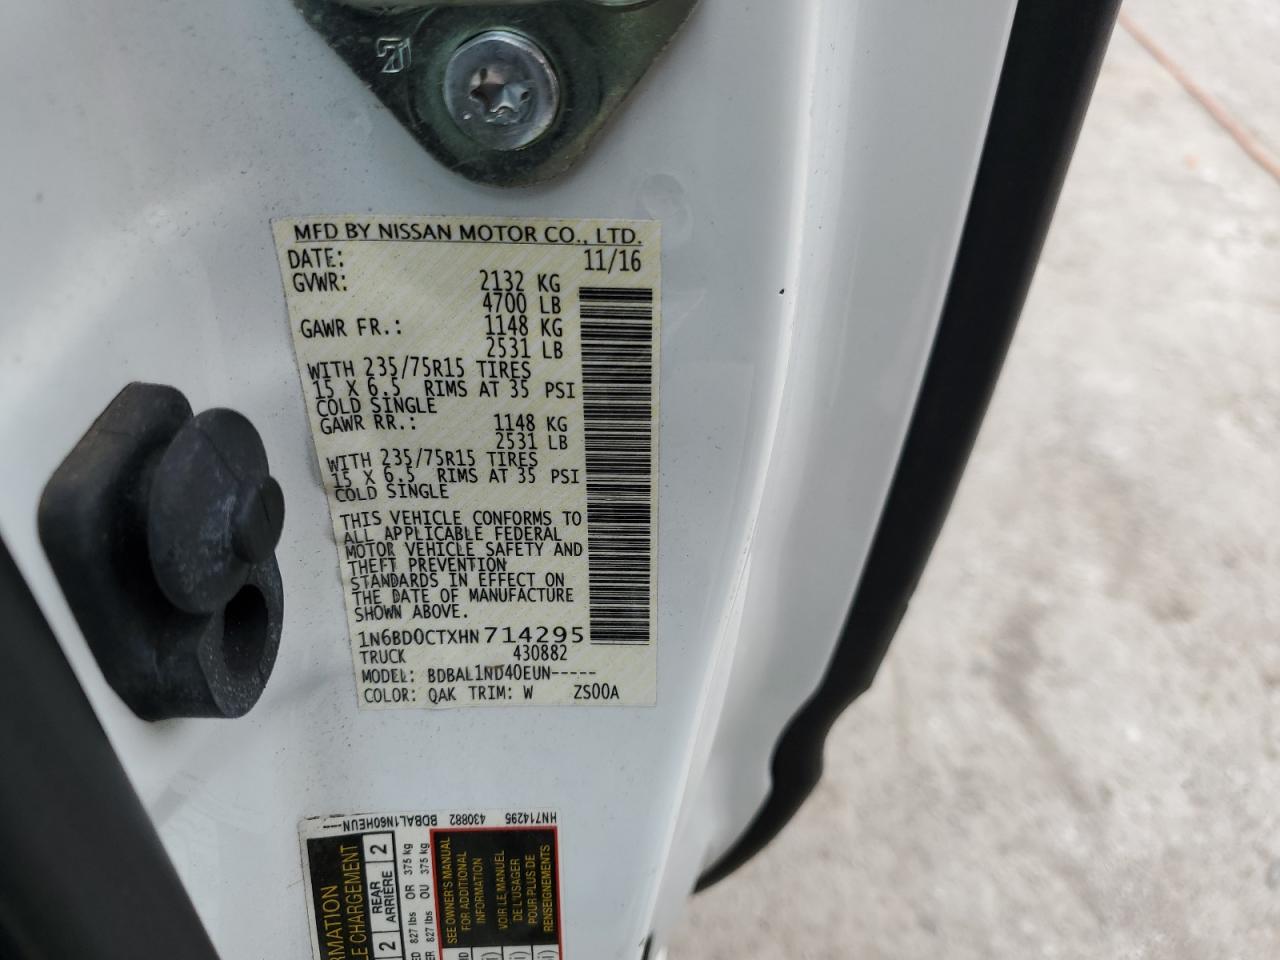 MFD BY NISSAN MOTOR CO., LTD.
DATE: 11/16
GVWR: 2132 KG
4700 LB
GAWR FR.: 1148 KG
2531 LB
WITH 235/75R15 TIRES
15 X 6.5 RIMS AT 35 PSI
COLD SINGLE
GAWR RR.: 1148 KG
2531 LB
WITH 235/75R15 TIRES
15 X 6.5 RIMS AT 35 PSI
COLD SINGLE
THIS VEHICLE CONFORMS TO
ALL APPLICABLE FEDERAL
MOTOR VEHICLE SAFETY AND
THEFT PREVENTION
STANDARDS IN EFFECT ON
THE DATE OF MANUFACTURE
SHOWN ABOVE.
1N6BD0CTXHN714295
TRUCK 430882
MODEL: BDBAL1ND40EUN-----
COLOR: QAK TRIM: W ZS00A
BDBAL1N60HEUN--- 430882 HN714295
REAR 2
ARRIÈRE 2
827 lbs OR 375 kg
827 lbs OU 375 kg
SEE OWNER'S MANUAL
FOR ADDITIONAL
INFORMATION
VOIR LE MANUEL
DE L'USAGER
POUR PLUS DE
RENSEIGNEMENTS